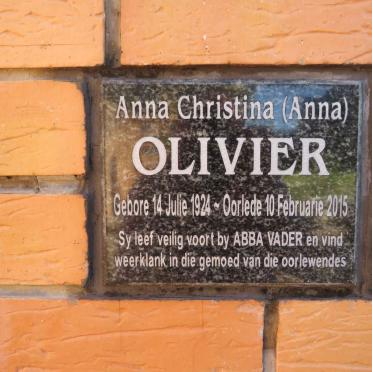 Anna Christina (Anna)
OLIVIER
Gebore 14 Julie 1924 ~ Oorlede 10 Februarie 2015
Sy leef veilig voort by ABBA VADER en vind
weerklank in die gemoed van die oorlewendes